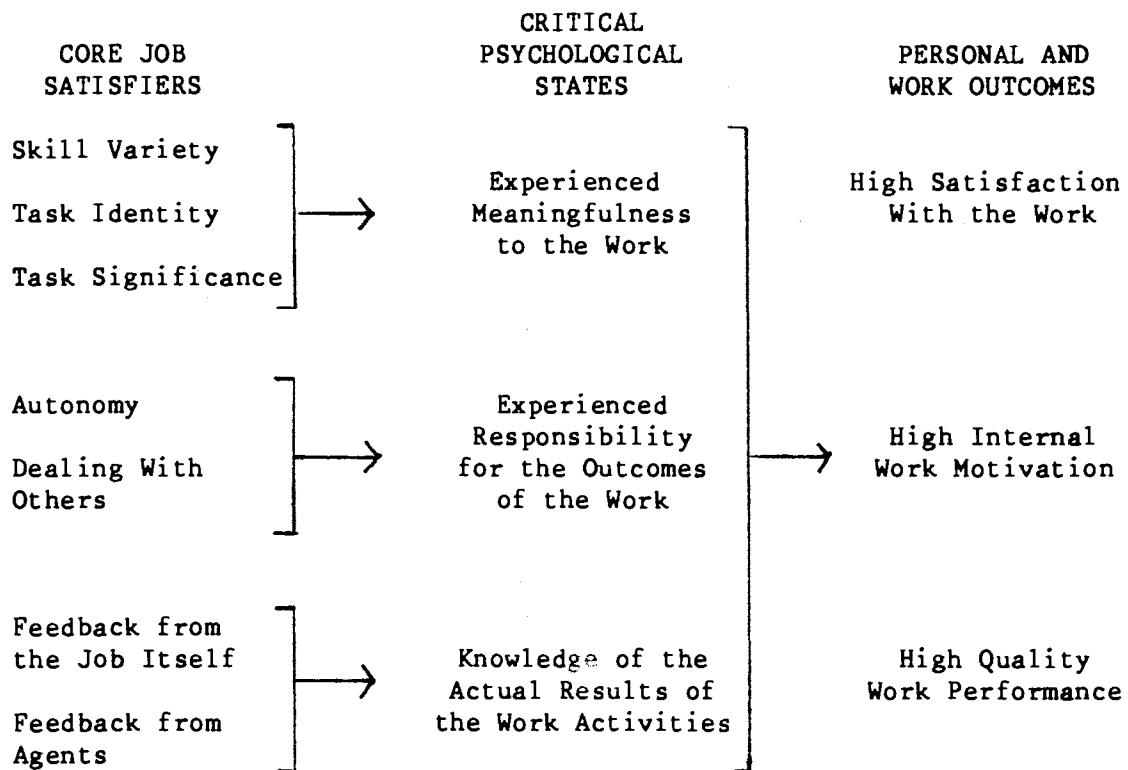 CORE JOB
SATISFIERS
CRITICAL
PSYCHOLOGICAL
STATES
PERSONAL AND
WORK OUTCOMES
Skill Variety
Task Identity
Task Significance
Experienced
Meaningfulness
to the Work
High Satisfaction
With the Work
Autonomy
Dealing With
Others
Experienced
Responsibility
for the Outcomes
of the Work
High Internal
Work Motivation
Feedback from
the Job Itself
Feedback from
Agents
Knowledge of the
Actual Results of
the Work Activities
High Quality
Work Performance